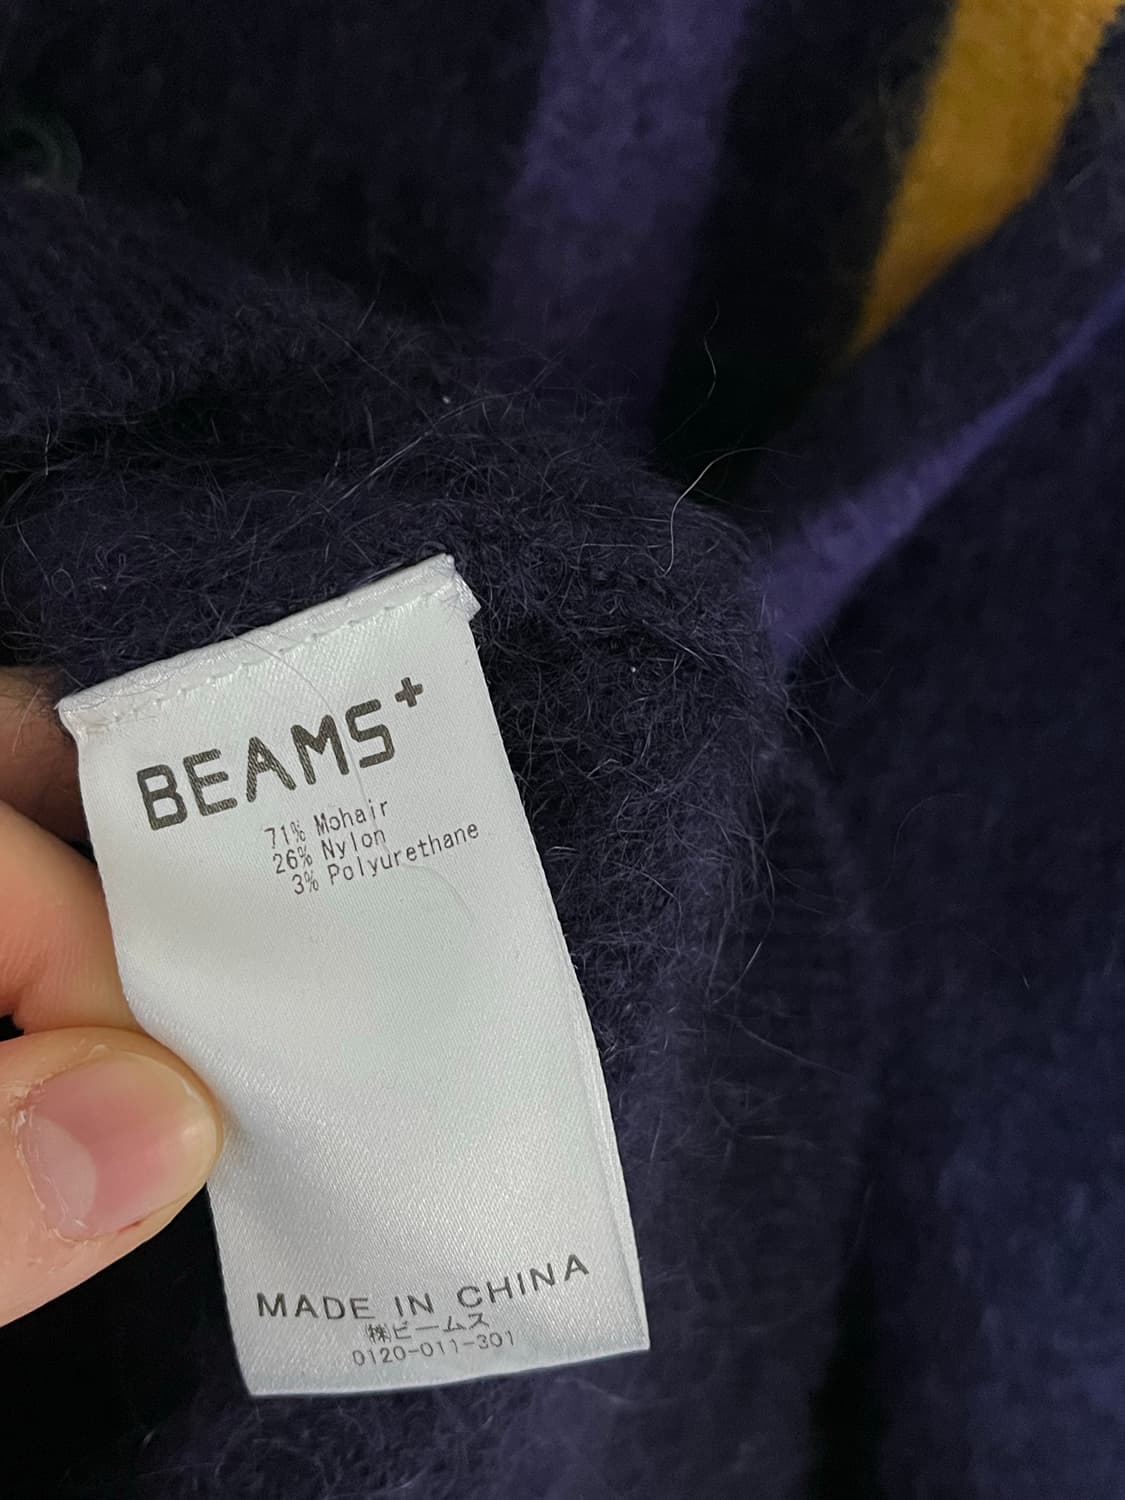 BEAMS+
71% Mohair
26% Nylon
3% Polyurethane
MADE IN CHINA
㈱ビームス
0120-011-301